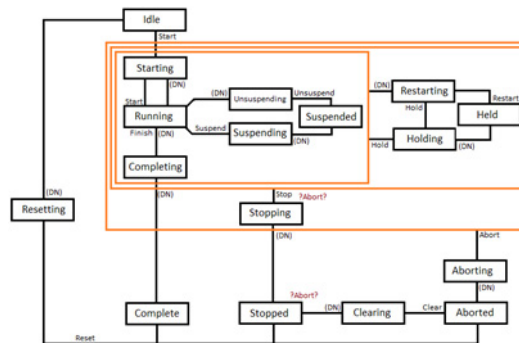 Idle
Start
Starting
(DN)
Start
(DN)
Unsuspending
Unsuspend
Running
Suspended
Finish
(DN)
Suspend
Suspending
(DN)
Completing
(DN)
Restarting
Restart
Hold
Held
Hold
Holding
(DN)
Stop
?Abort?
(DN)
Resetting
(DN)
Stopping
(DN)
Abort
Aborting
(DN)
?Abort?
Complete
Stopped
(DN)
Clearing
Clear
Aborted
Reset